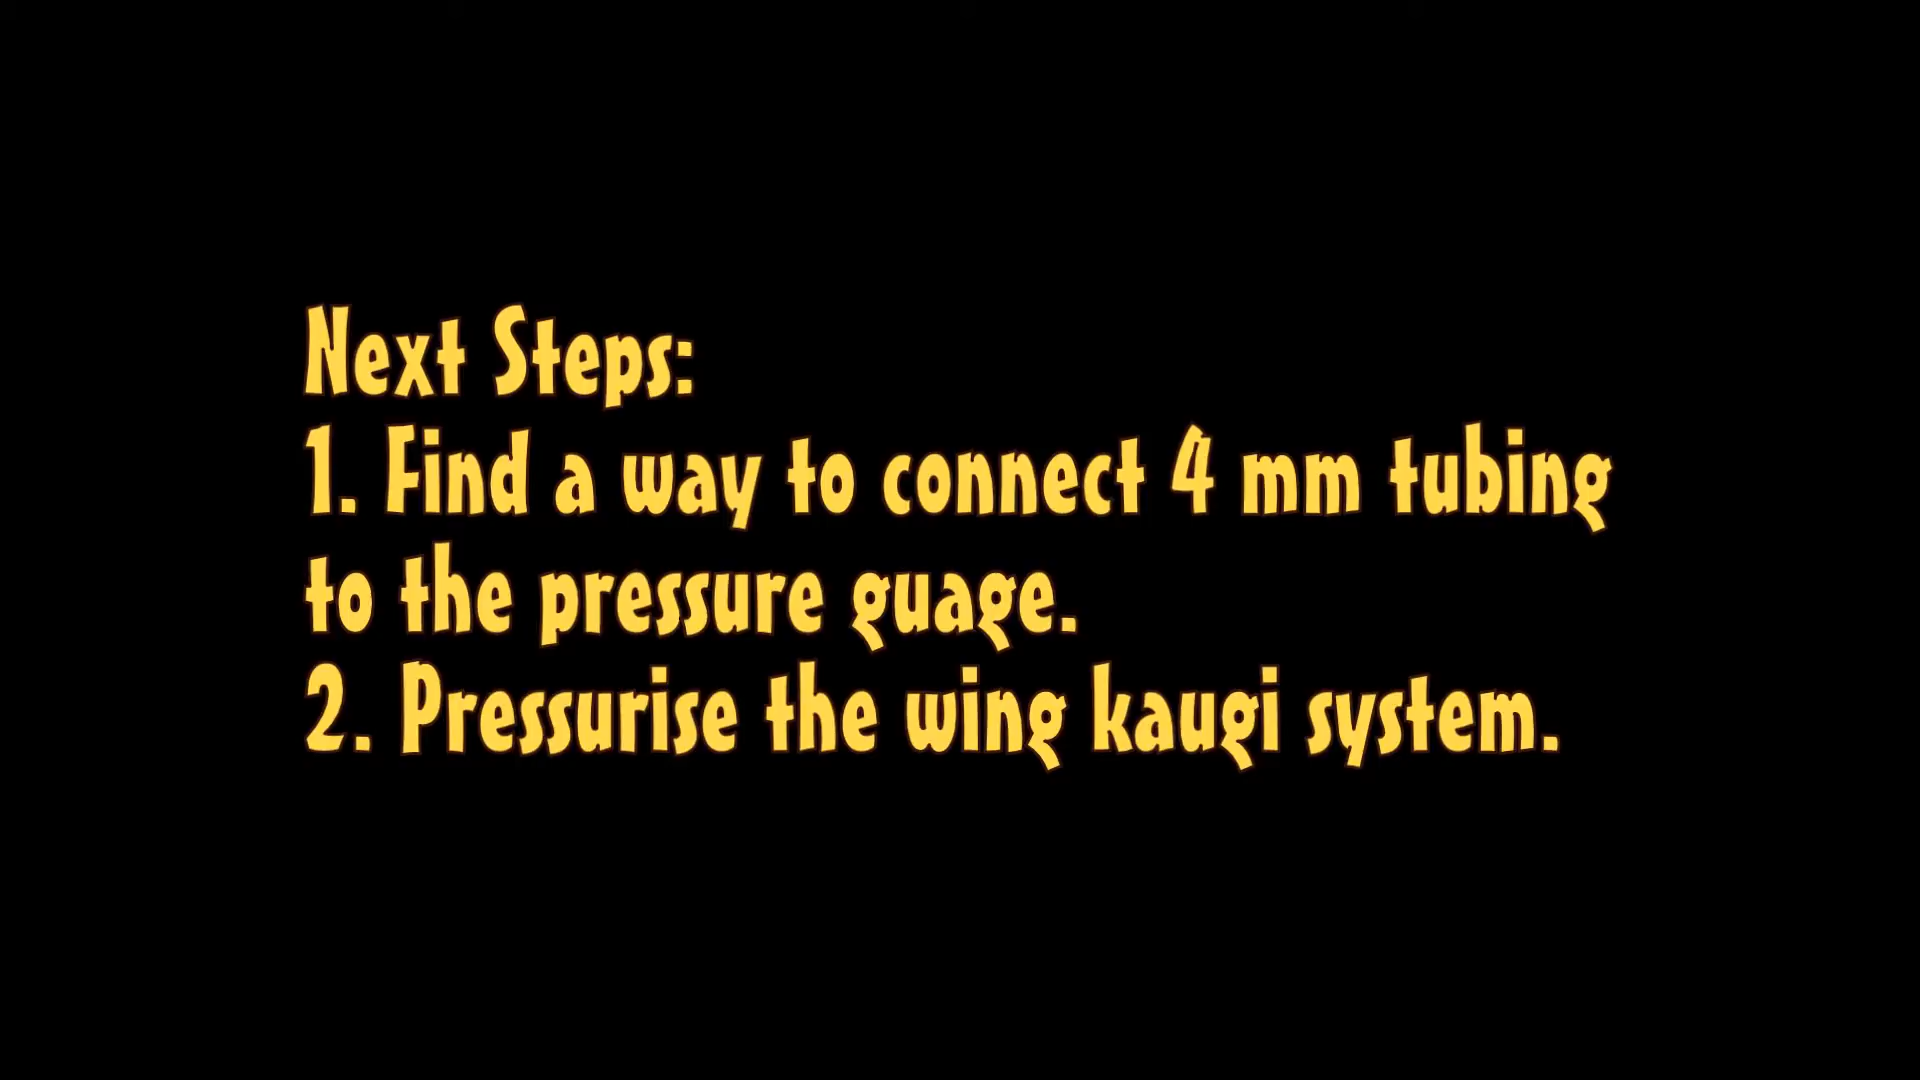 Next Steps:
1. Find a way to connect 4 mm tubing
to the pressure guage.
2. Pressurise the wing kaugi system.